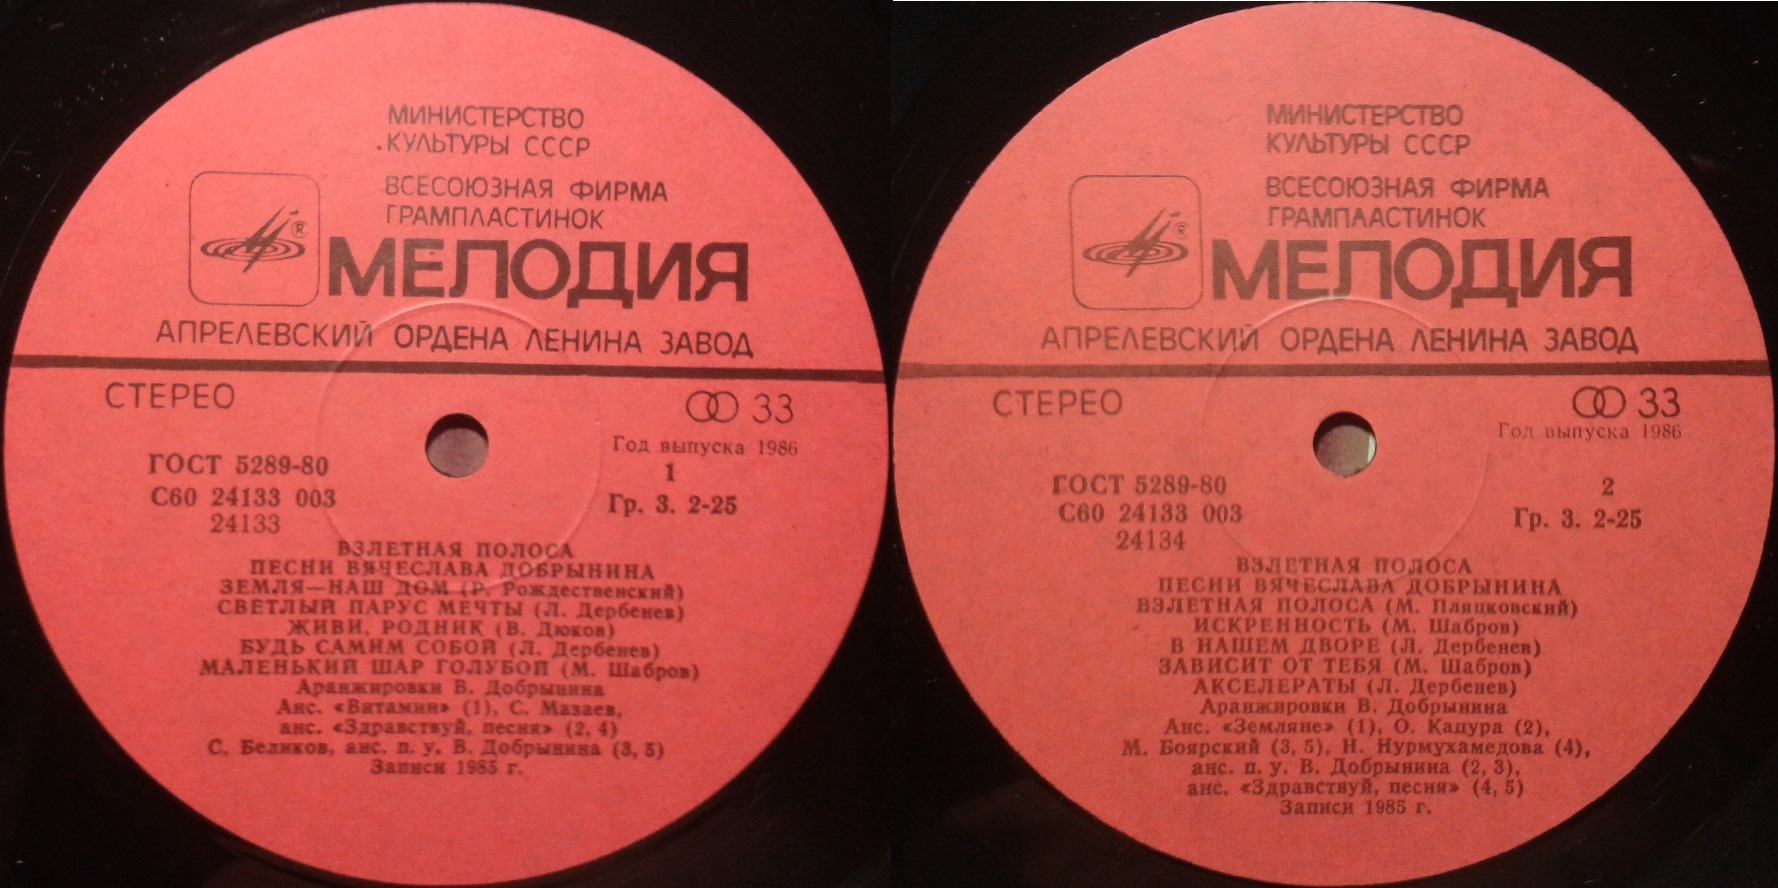 МИНИСТЕРСТВО
КУЛЬТУРЫ СССР
ВСЕСОЮЗНАЯ ФИРМА
ГРАМПЛАСТИНОК
®
МЕЛОДИЯ
АПРЕЛЕВСКИЙ ОРДЕНА ЛЕНИНА ЗАВОД
СТЕРЕО
33
Год выпуска 1986
ГОСТ 5289-80
1
С60 24133 003
Гр. 3. 2-25
24133
ВЗЛЕТНАЯ ПОЛОСА
ПЕСНИ ВЯЧЕСЛАВА ДОБРЫНИНА
ЗЕМЛЯ—НАШ ДОМ (Р. Рождественский)
СВЕТЛЫЙ ПАРУС МЕЧТЫ (Л. Дербенев)
ЖИВИ, РОДНИК (В. Дюков)
БУДЬ САМИМ СОБОЙ (Л. Дербенев)
МАЛЕНЬКИЙ ШАР ГОЛУБОЙ (М. Шабров)
Аранжировки В. Добрынина
Анс. «Витамин» (1), С. Мазаев,
анс. «Здравствуй, песня» (2, 4)
С. Беликов, анс. п. у. В. Добрынина (3, 5)
Записи 1985 г.
МИНИСТЕРСТВО
КУЛЬТУРЫ СССР
ВСЕСОЮЗНАЯ ФИРМА
ГРАМПЛАСТИНОК
®
МЕЛОДИЯ
АПРЕЛЕВСКИЙ ОРДЕНА ЛЕНИНА ЗАВОД
СТЕРЕО
33
Год выпуска 1986
ГОСТ 5289-80
2
С60 24133 003
Гр. 3. 2-25
24134
ВЗЛЕТНАЯ ПОЛОСА
ПЕСНИ ВЯЧЕСЛАВА ДОБРЫНИНА
ВЗЛЕТНАЯ ПОЛОСА (М. Пляцковский)
ИСКРЕННОСТЬ (М. Шабров)
В НАШЕМ ДВОРЕ (Л. Дербенев)
ЗАВИСИТ ОТ ТЕБЯ (М. Шабров)
АКСЕЛЕРАТЫ (Л. Дербенев)
Аранжировки В. Добрынина
Анс. «Земляне» (1), О. Кацура (2),
М. Боярский (3, 5), Н. Нурмухамедова (4),
анс. п. у. В. Добрынина (2, 3),
анс. «Здравствуй, песня» (4, 5)
Записи 1985 г.